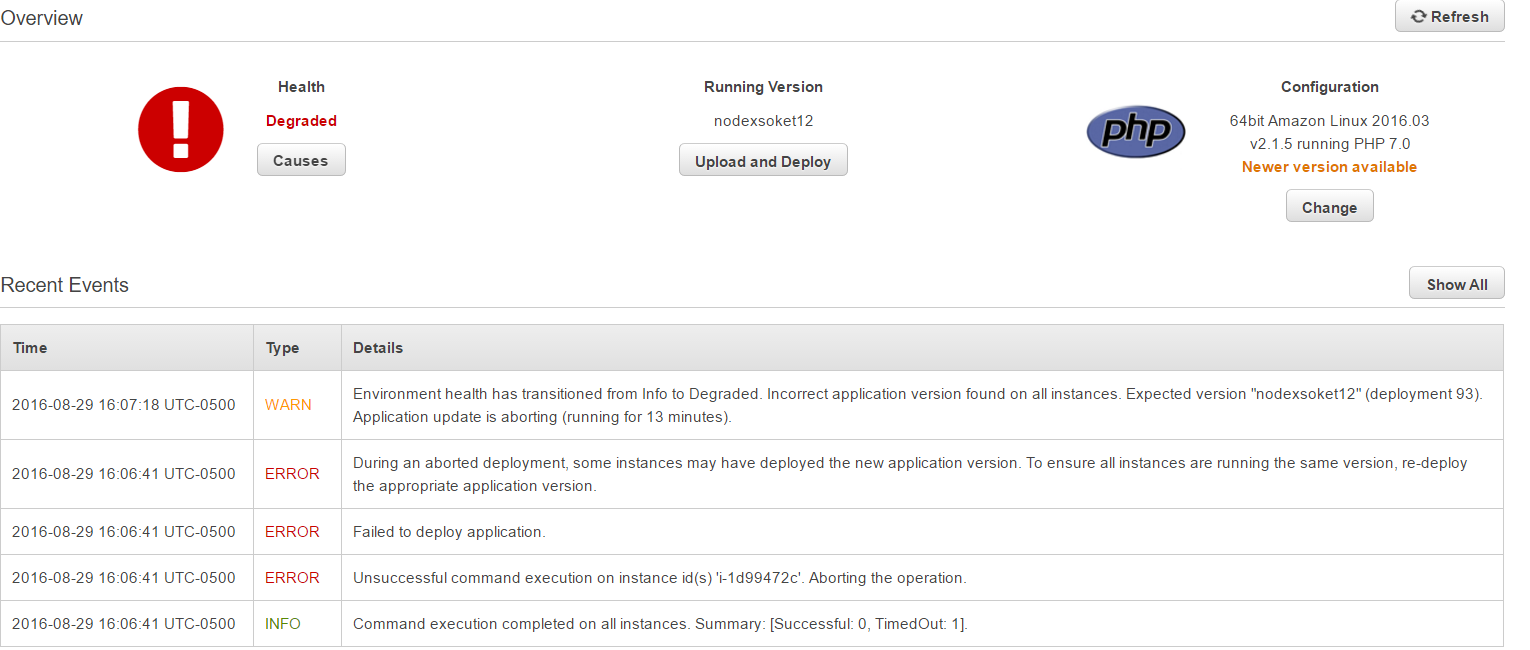 Overview
Refresh
Health
Degraded
Causes
Running Version
nodexsoket12
Upload and Deploy
php
Configuration
64bit Amazon Linux 2016.03
v2.1.5 running PHP 7.0
Newer version available
Change
Recent Events
Show All
Time Type Details
2016-08-29 16:07:18 UTC-0500 WARN Environment health has transitioned from Info to Degraded. Incorrect application version found on all instances. Expected version "nodexsoket12" (deployment 93).
Application update is aborting (running for 13 minutes).
2016-08-29 16:06:41 UTC-0500 ERROR During an aborted deployment, some instances may have deployed the new application version. To ensure all instances are running the same version, re-deploy
the appropriate application version.
2016-08-29 16:06:41 UTC-0500 ERROR Failed to deploy application.
2016-08-29 16:06:41 UTC-0500 ERROR Unsuccessful command execution on instance id(s) 'i-1d99472c'. Aborting the operation.
2016-08-29 16:06:41 UTC-0500 INFO Command execution completed on all instances. Summary: [Successful: 0, TimedOut: 1].